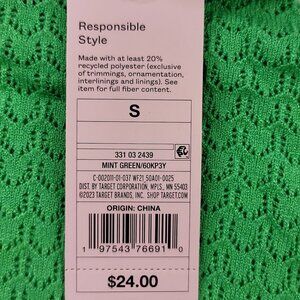 Responsible
Style
Made with at least 20%
recycled polyester (exclusive
of trimmings, ornamentation,
interlinings and linings). See
item for full fiber content.
S
331 03 2439
MINT GREEN/60KP3Y
C-002011-01-037 WF21 50A01-0025
DIST. BY TARGET CORPORATION, MPLS., MN 55403
©2023 TARGET BRANDS, INC. SHOP TARGET.COM
ORIGIN: CHINA
1 97543 76691 0
$24.00